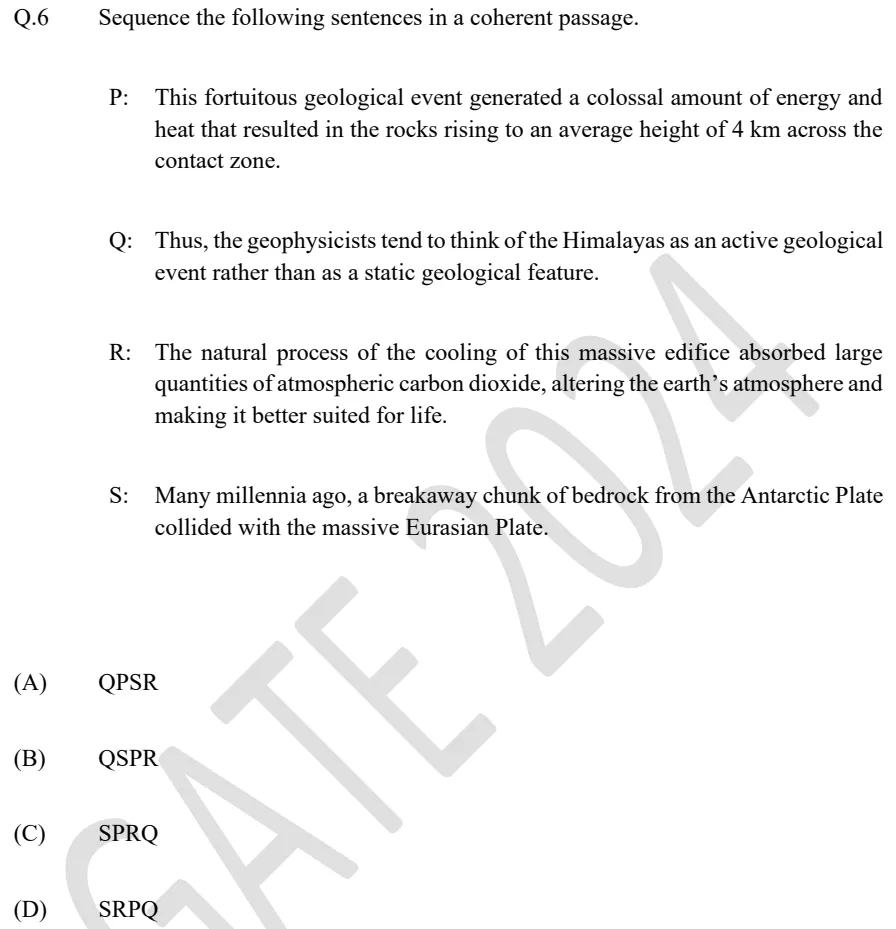 Q.6 Sequence the following sentences in a coherent passage.
P: This fortuitous geological event generated a colossal amount of energy and
heat that resulted in the rocks rising to an average height of 4 km across the
contact zone.
Q: Thus, the geophysicists tend to think of the Himalayas as an active geological
event rather than as a static geological feature.
R: The natural process of the cooling of this massive edifice absorbed large
quantities of atmospheric carbon dioxide, altering the earth’s atmosphere and
making it better suited for life.
S: Many millennia ago, a breakaway chunk of bedrock from the Antarctic Plate
collided with the massive Eurasian Plate.
(A) QPSR
(B) QSPR
(C) SPRQ
(D) SRPQ
GATE 2024